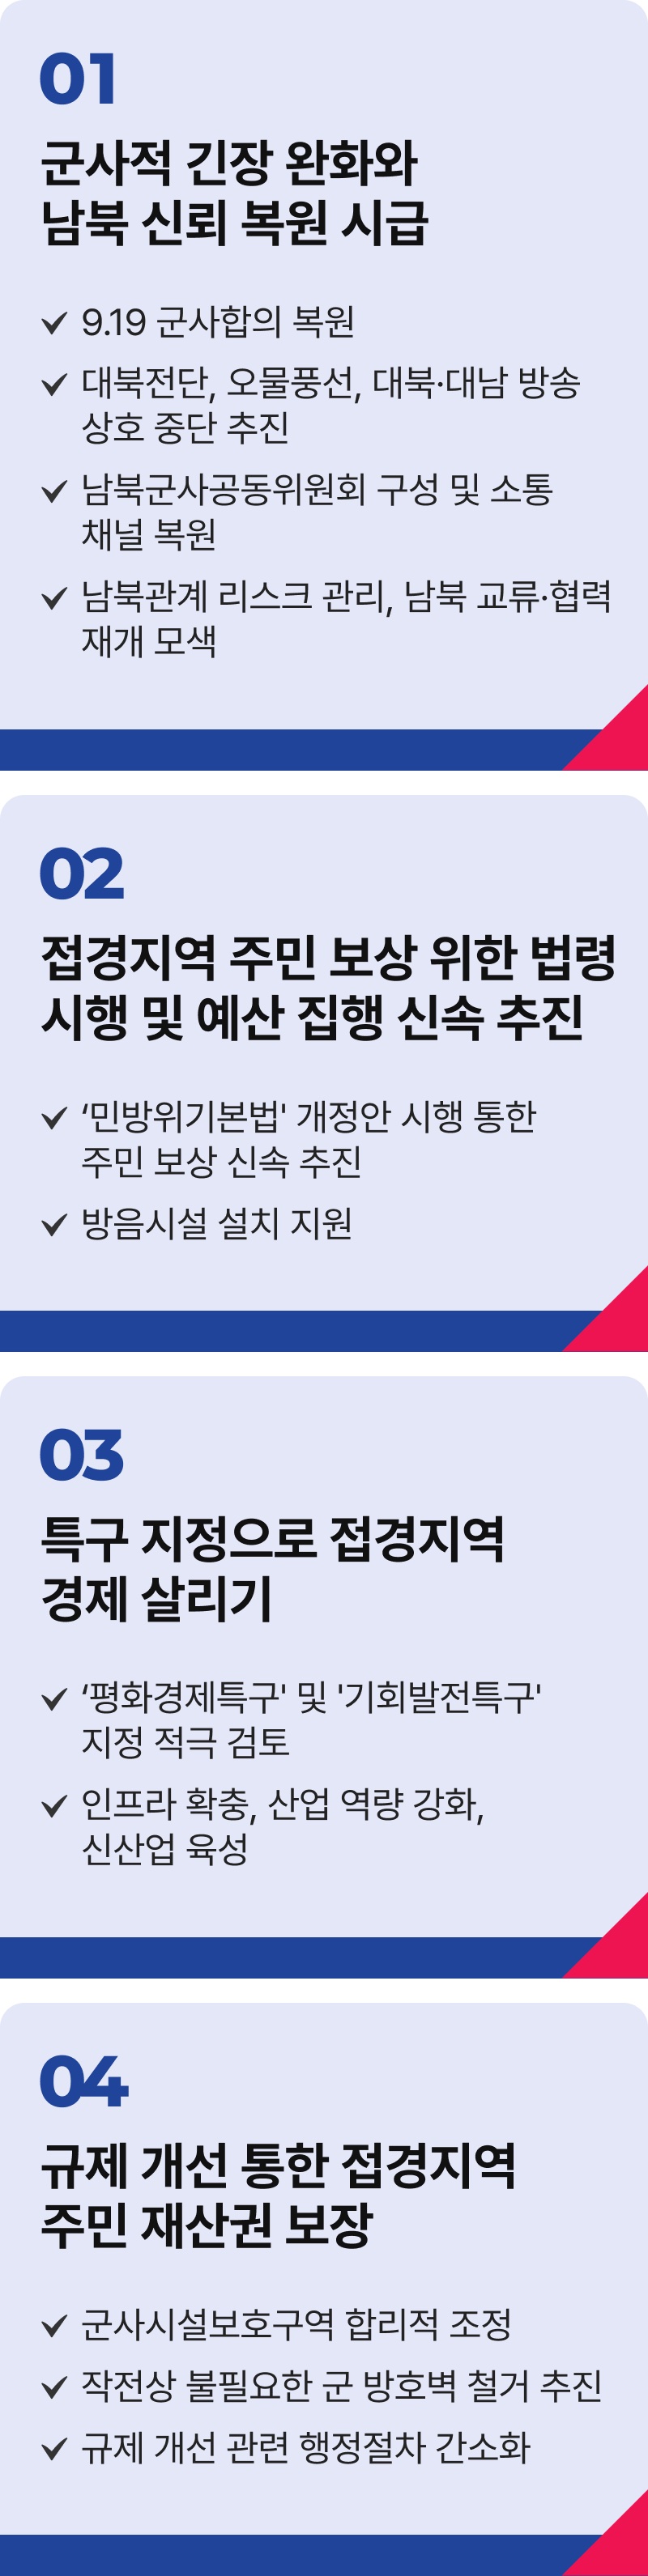 01
군사적 긴장 완화와
남북 신뢰 복원 시급
9.19 군사합의 복원
대북전단, 오물풍선, 대북·대남 방송
상호 중단 추진
남북군사공동위원회 구성 및 소통
채널 복원
남북관계 리스크 관리, 남북 교류·협력
재개 모색
02
접경지역 주민 보상 위한 법령
시행 및 예산 집행 신속 추진
‘민방위기본법' 개정안 시행 통한
주민 보상 신속 추진
방음시설 설치 지원
03
특구 지정으로 접경지역
경제 살리기
‘평화경제특구' 및 '기회발전특구'
지정 적극 검토
인프라 확충, 산업 역량 강화,
신산업 육성
04
규제 개선 통한 접경지역
주민 재산권 보장
군사시설보호구역 합리적 조정
작전상 불필요한 군 방호벽 철거 추진
규제 개선 관련 행정절차 간소화